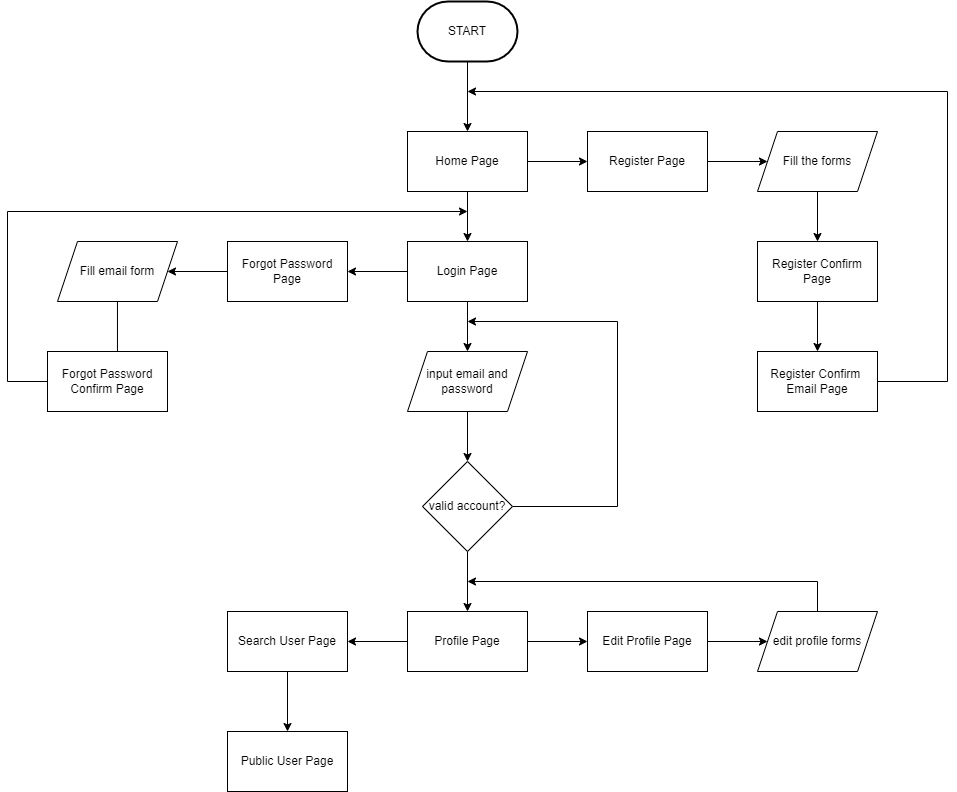 START
Home Page
Register Page
Fill the forms
Fill email form
Forgot Password
Page
Login Page
Register Confirm
Page
Forgot Password
Confirm Page
input email and
password
Register Confirm
Email Page
valid account?
Search User Page
Profile Page
Edit Profile Page
edit profile forms
Public User Page